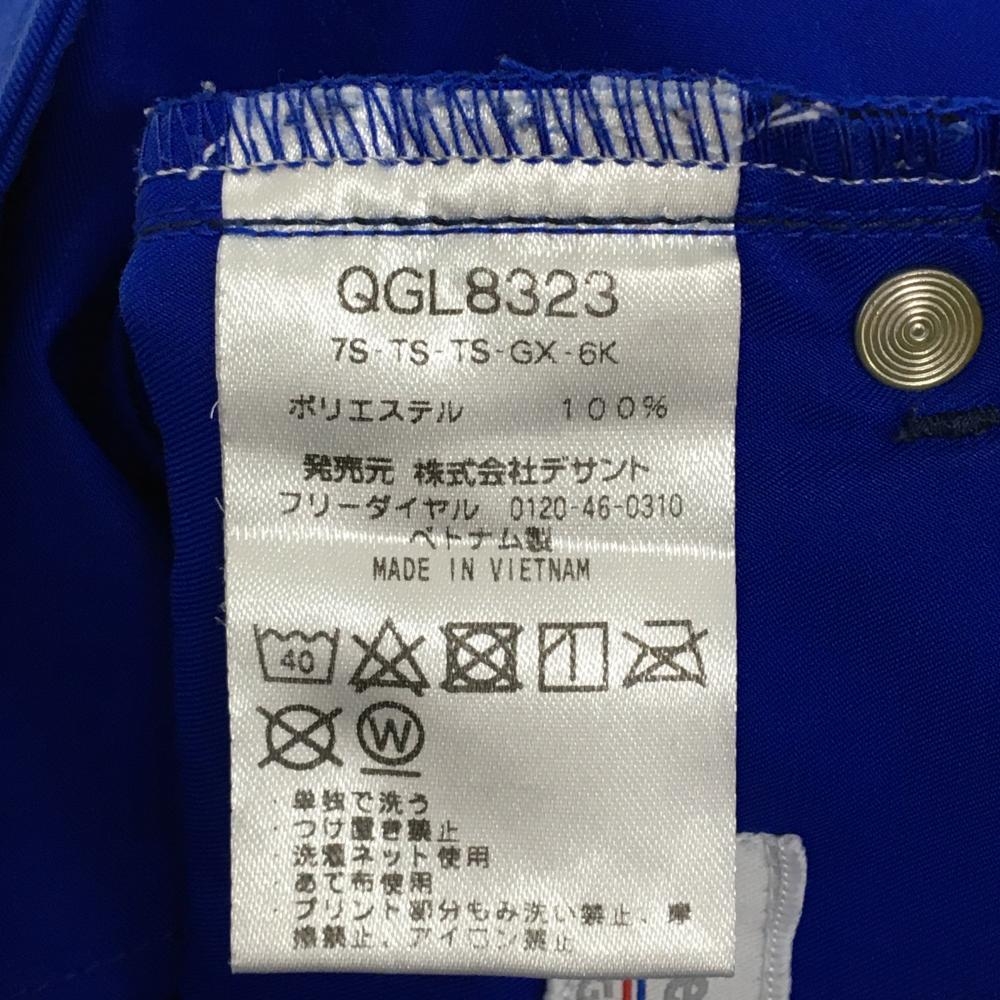 QGL8323
7S-TS-TS-GX-6K
ポリエステル 100%
発売元 株式会社デサント
フリーダイヤル 0120-46-0310
ベトナム製
MADE IN VIETNAM
40
W
・単独で洗う
・つけ置き禁止
・洗濯ネット使用
・あて布使用
・プリント部分もみ洗い禁止、摩
擦禁止、アイロン禁止